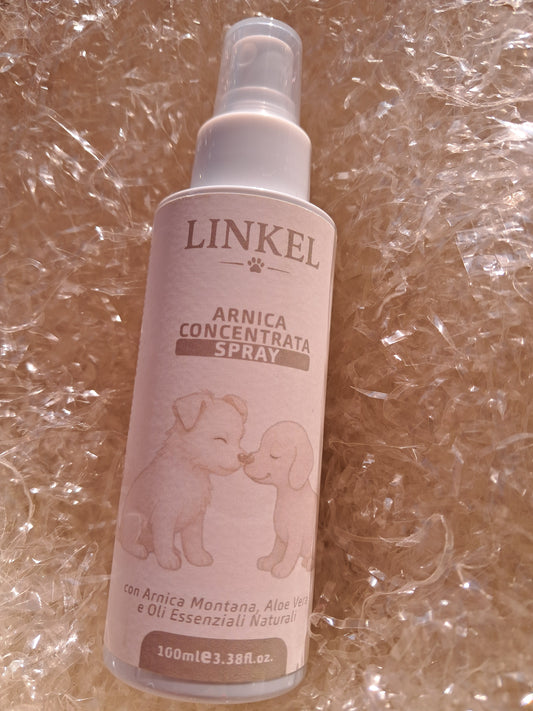 LINKEL
ARNICA
CONCENTRATA
SPRAY
con Arnica Montana, Aloe Vera
e Oli Essenziali Naturali
100ml℮3.38fl.oz.